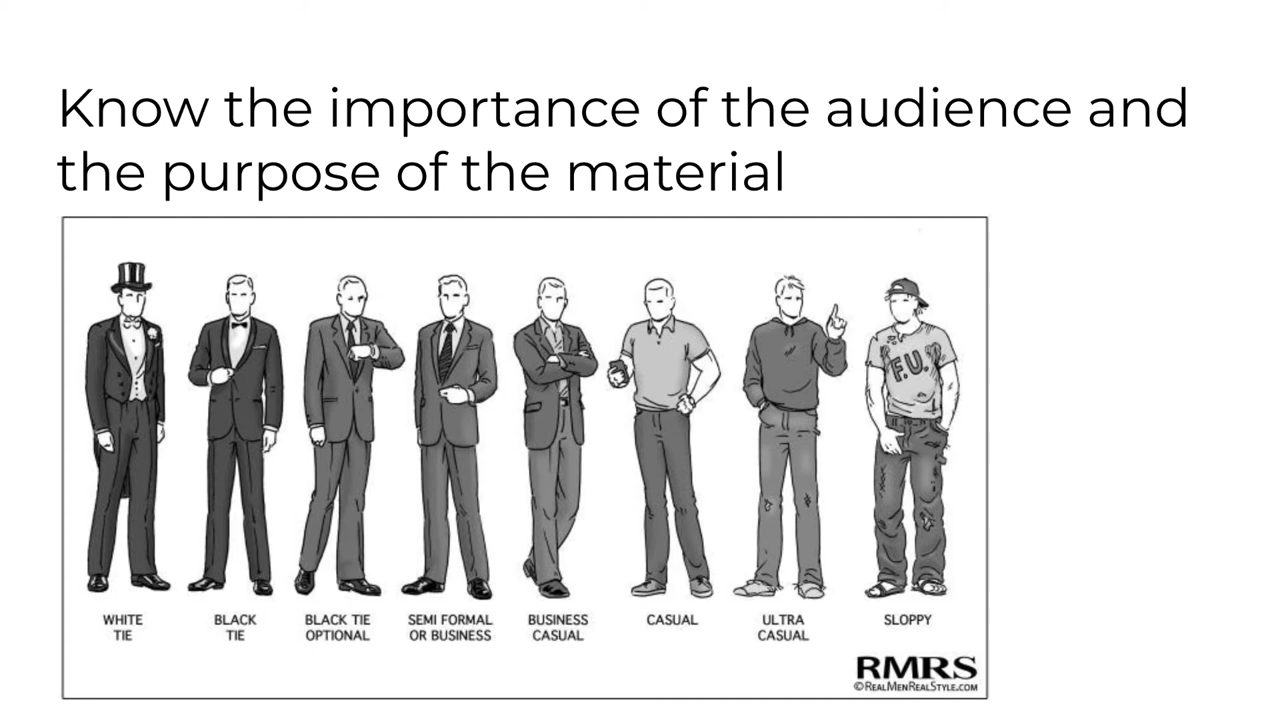 Know the importance of the audience and
the purpose of the material
F.U.
WHITE
TIE
BLACK
TIE
BLACK TIE
OPTIONAL
SEMI FORMAL
OR BUSINESS
BUSINESS
CASUAL
CASUAL
ULTRA
CASUAL
SLOPPY
RMRS
©REALMENREALSTYLE.COM